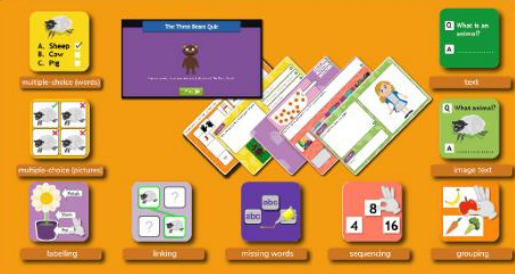 A. Sheep
B. Cow
C. Pig
multiple-choice (words)
The Three Bears Quiz
Q. What is an
animal?
A
text
multiple-choice (pictures)
Q What animal?
A
image text
Petals
labelling
? 
?
linking
abc
abc
missing words
8
4 16
sequencing
grouping